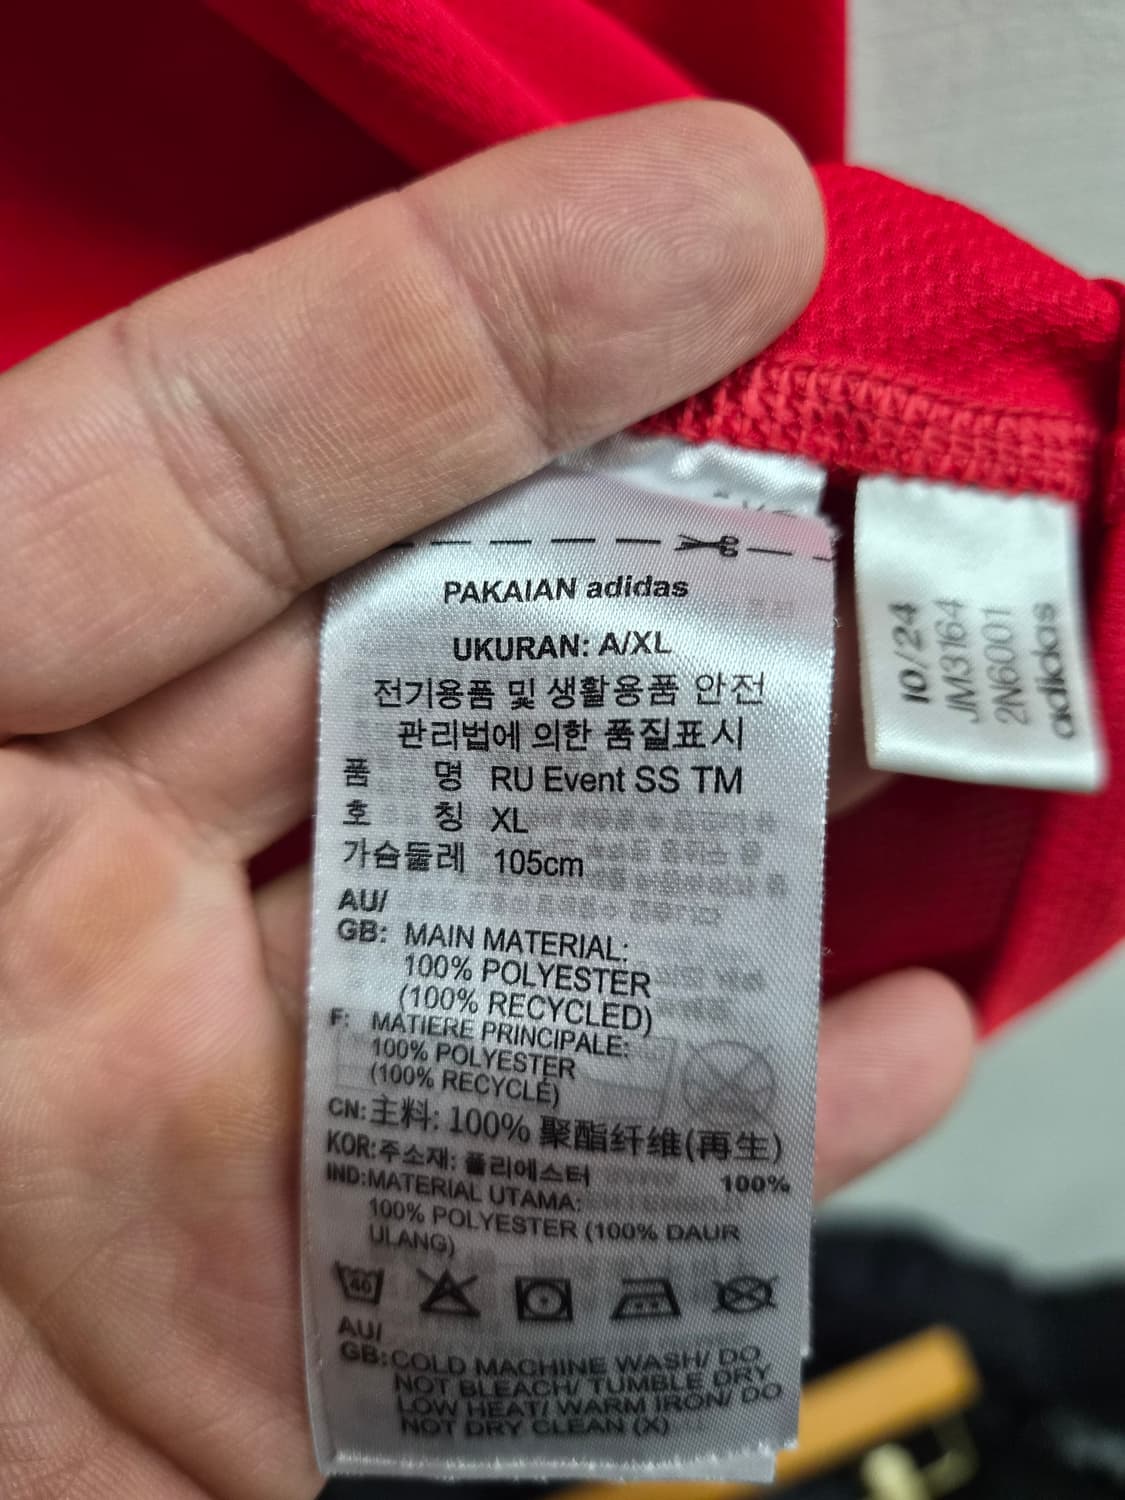 PAKAIAN adidas
UKURAN: A/XL
전기용품 및 생활용품 안전
관리법에 의한 품질표시
품 명 RU Event SS TM
호 칭 XL
가슴둘레 105cm
AU/
GB: MAIN MATERIAL:
100% POLYESTER
(100% RECYCLED)
F: MATIERE PRINCIPALE:
100% POLYESTER
(100% RECYCLÉ)
CN:主料: 100% 聚酯纤维(再生)
KOR:주소재: 폴리에스터 100%
IND:MATERIAL UTAMA:
100% POLYESTER (100% DAUR
ULANG)
40
AU/
GB:COLD MACHINE WASH/ DO
NOT BLEACH/ TUMBLE DRY
LOW HEAT/ WARM IRON/ DO
NOT DRY CLEAN (X)
10/24
JM3164
2N6001
adidas